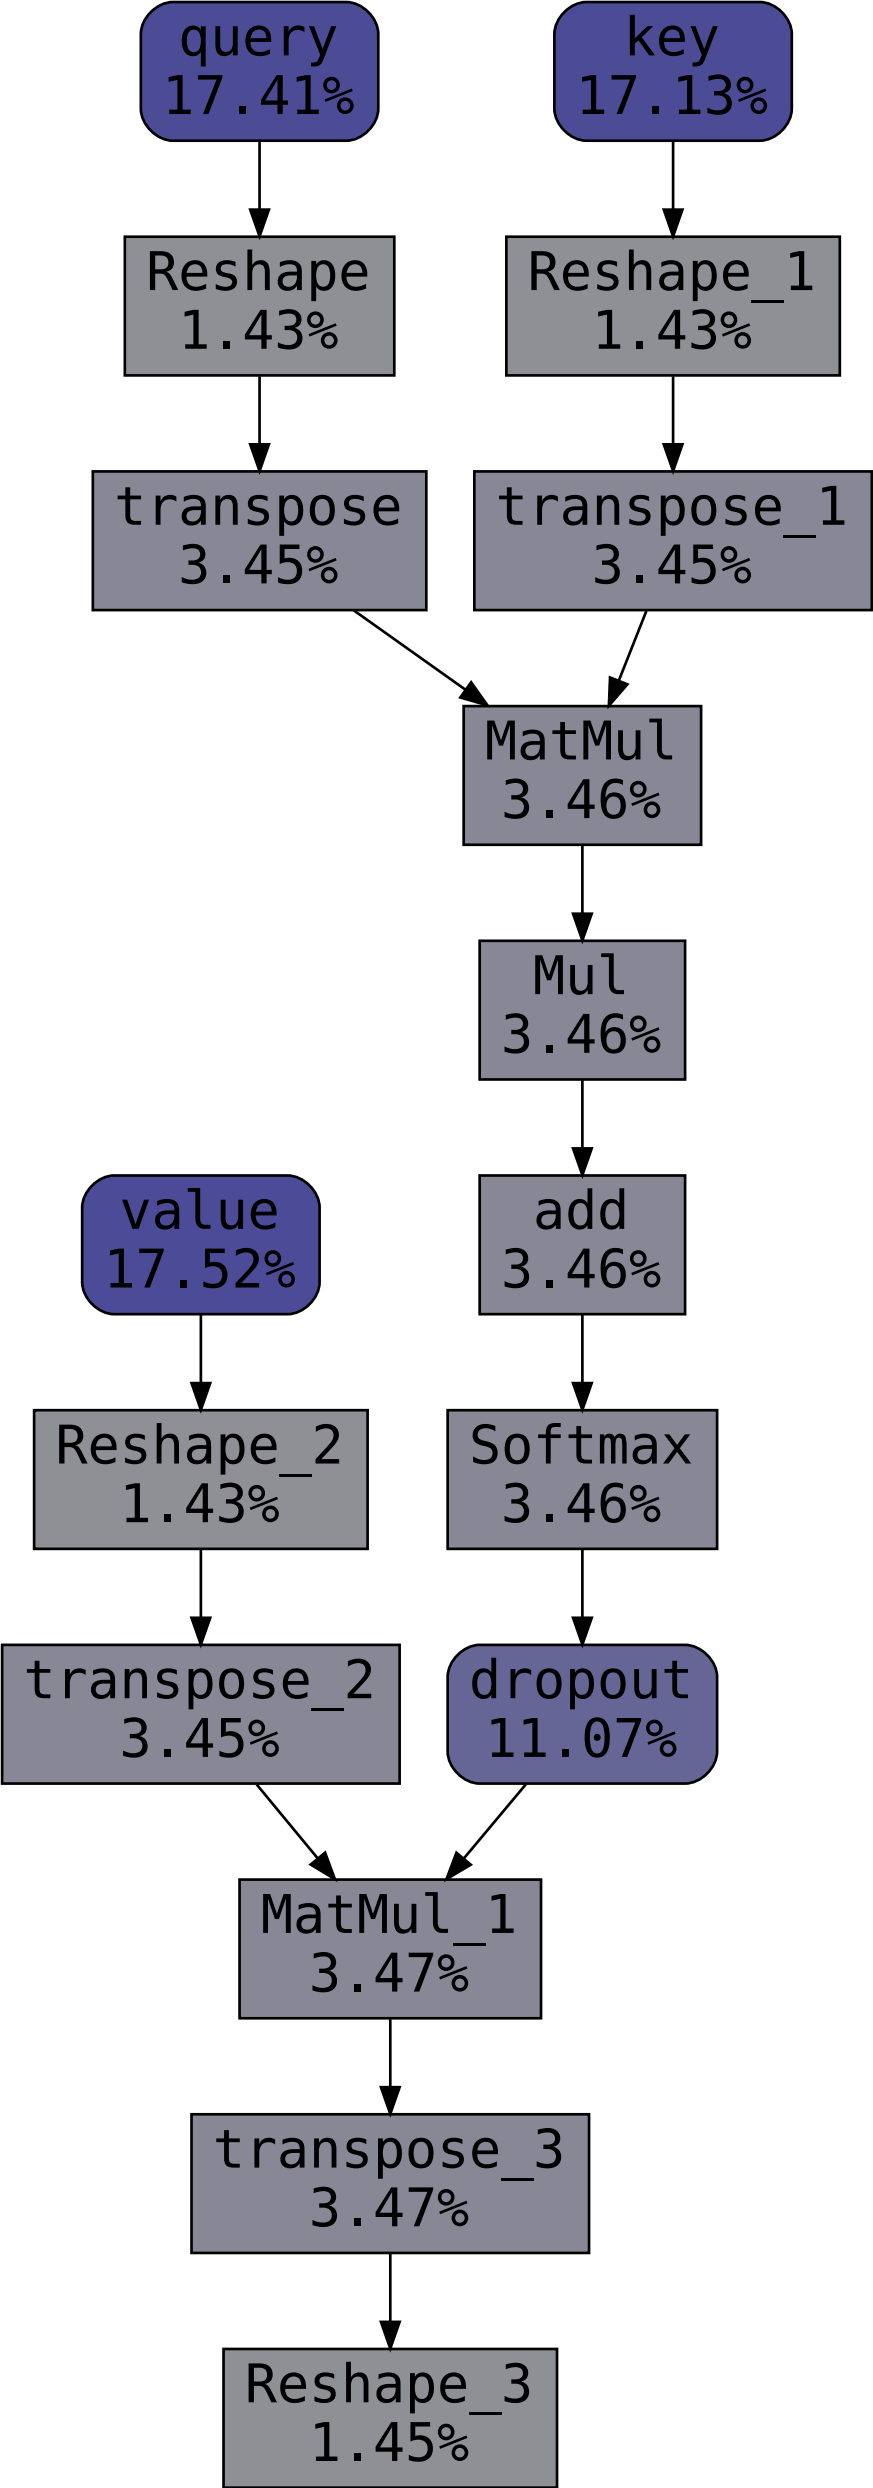 query
17.41%
key
17.13%
Reshape
1.43%
Reshape_1
1.43%
transpose
3.45%
transpose_1
3.45%
MatMul
3.46%
Mul
3.46%
value
17.52%
add
3.46%
Reshape_2
1.43%
Softmax
3.46%
transpose_2
3.45%
dropout
11.07%
MatMul_1
3.47%
transpose_3
3.47%
Reshape_3
1.45%